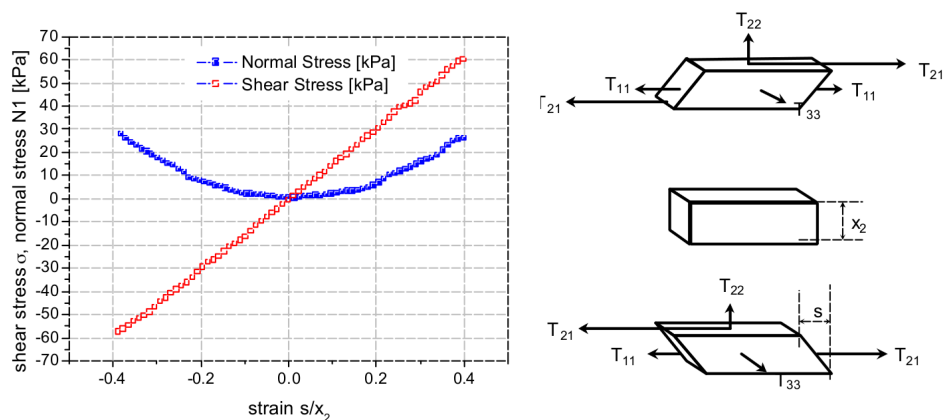 shear stress σ, normal stress N1 [kPa]
70
60
50
40
30
20
10
0
-10
-20
-30
-40
-50
-60
-70
-0.4
-0.2
0.0
0.2
0.4
strain s/x2
Normal Stress [kPa]
Shear Stress [kPa]
T22
T21
T11
T11
T21
T33
x2
T22
s
T21
T11
T21
T33